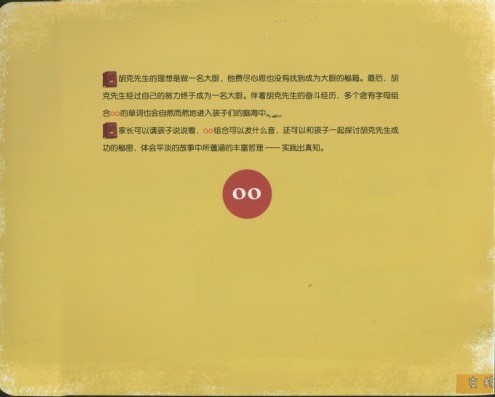 胡克先生的理想是做一名大厨，他费尽心思也没有找到成为大厨的秘籍。最后，胡
克先生经过自己的努力终于成为一名大厨。伴着胡克先生的奋斗经历，多个含有字母组
合oo的单词也会自然而然地进入孩子们的脑海中。
家长可以请孩子说说看，oo组合可以发什么音，还可以和孩子一起探讨胡克先生成
功的秘密，体会平淡的故事中所蕴涵的丰富哲理——实践出真知。
oo